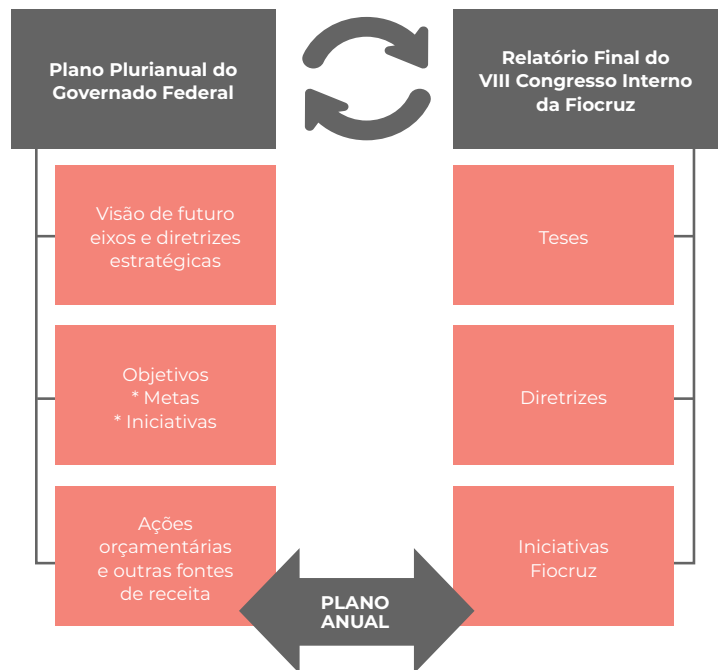 Plano Plurianual do
Governado Federal
Relatório Final do
VIII Congresso Interno
da Fiocruz
Visão de futuro
eixos e diretrizes
estratégicas
Teses
Objetivos
* Metas
* Iniciativas
Diretrizes
Ações
orçamentárias
e outras fontes
de receita
Iniciativas
Fiocruz
PLANO
ANUAL